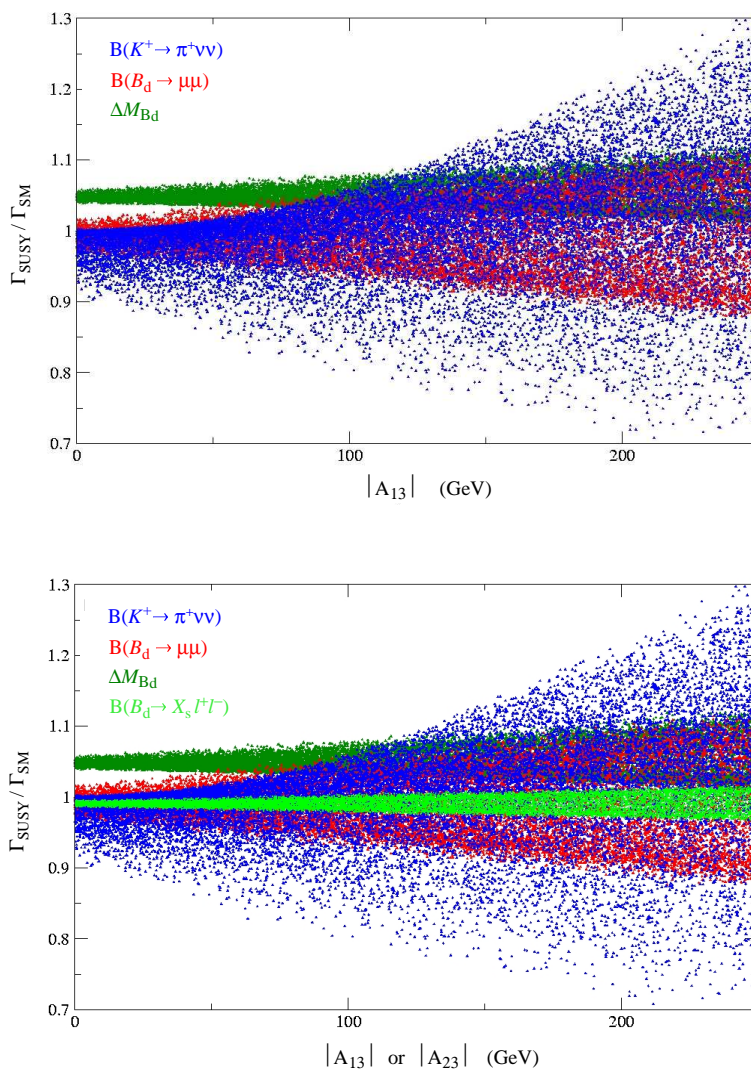 1.3
B(K⁺ → π⁺νν)
1.2
B(B_d → μμ)
ΔM_Bd
1.1
Γ_SUSY / Γ_SM
1
0.9
0.8
0.7
0 100 200
|A₁₃| (GeV)
1.3
B(K⁺ → π⁺νν)
1.2
B(B_d → μμ)
ΔM_Bd
B(B_d → X_s l⁺l⁻)
1.1
Γ_SUSY / Γ_SM
1
0.9
0.8
0.7
0 100 200
|A₁₃| or |A₂₃| (GeV)